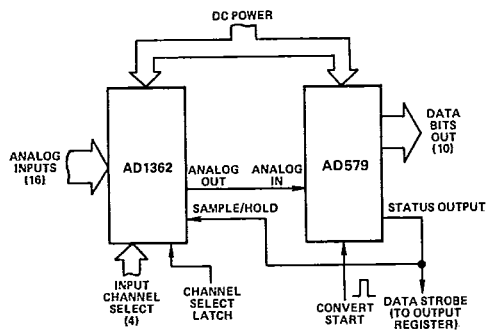 DC POWER
ANALOG
INPUTS
(16)
AD1362
ANALOG
OUT
ANALOG
IN
AD579
DATA
BITS
OUT
(10)
SAMPLE/HOLD
STATUS OUTPUT
INPUT
CHANNEL
SELECT
(4)
CHANNEL
SELECT
LATCH
CONVERT
START
DATA STROBE
(TO OUTPUT
REGISTER)